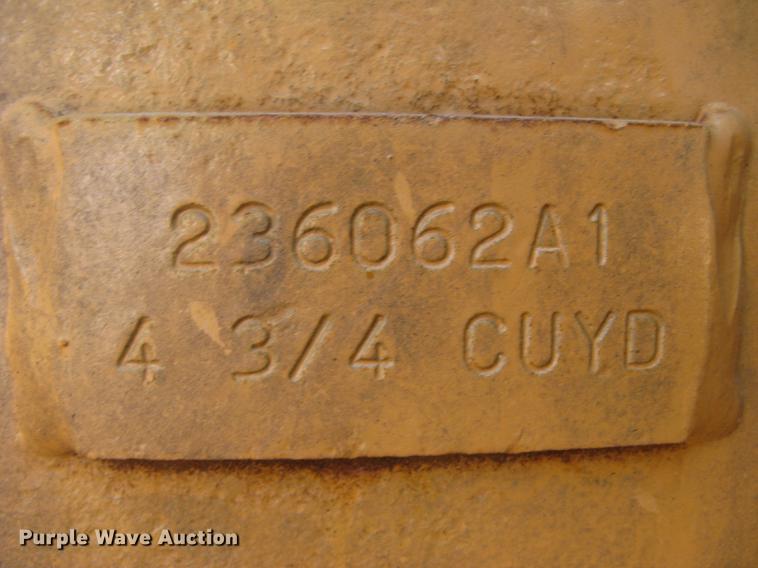 236062A1
4 3/4 CUYD
Purple Wave Auction